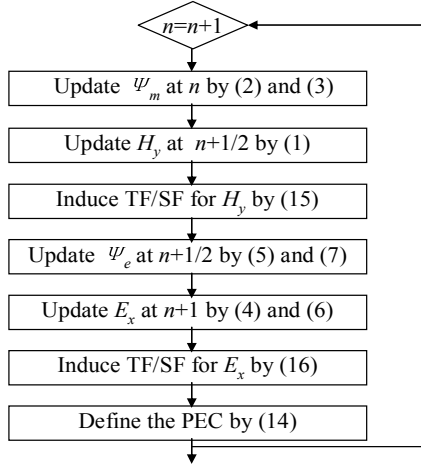 n=n+1
Update Ψm at n by (2) and (3)
Update Hy at n+1/2 by (1)
Induce TF/SF for Hy by (15)
Update Ψe at n+1/2 by (5) and (7)
Update Ex at n+1 by (4) and (6)
Induce TF/SF for Ex by (16)
Define the PEC by (14)